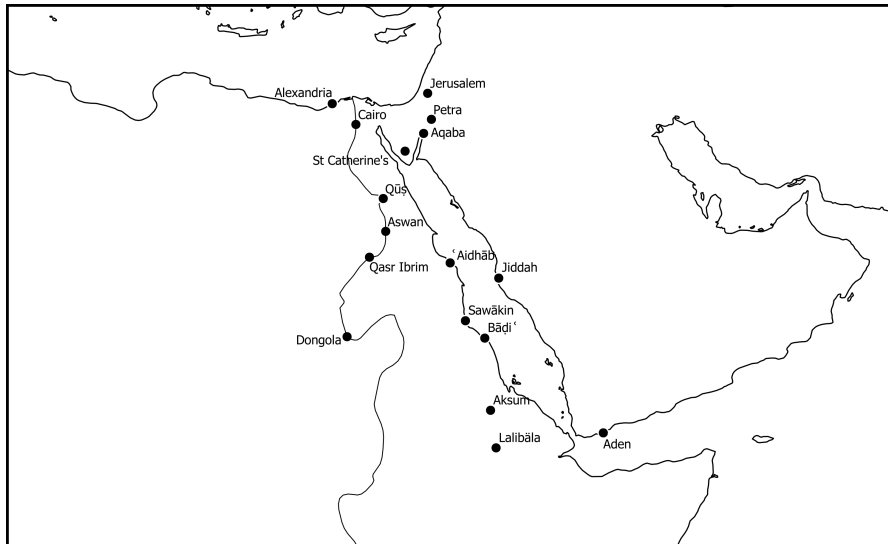 Jerusalem
Alexandria
Petra
Cairo
Aqaba
St Catherine's
Qūṣ
Aswan
ʿAidhāb
Qasr Ibrim
Jiddah
Sawākin
Bāḍiʿ
Dongola
Aksum
Lalibäla
Aden